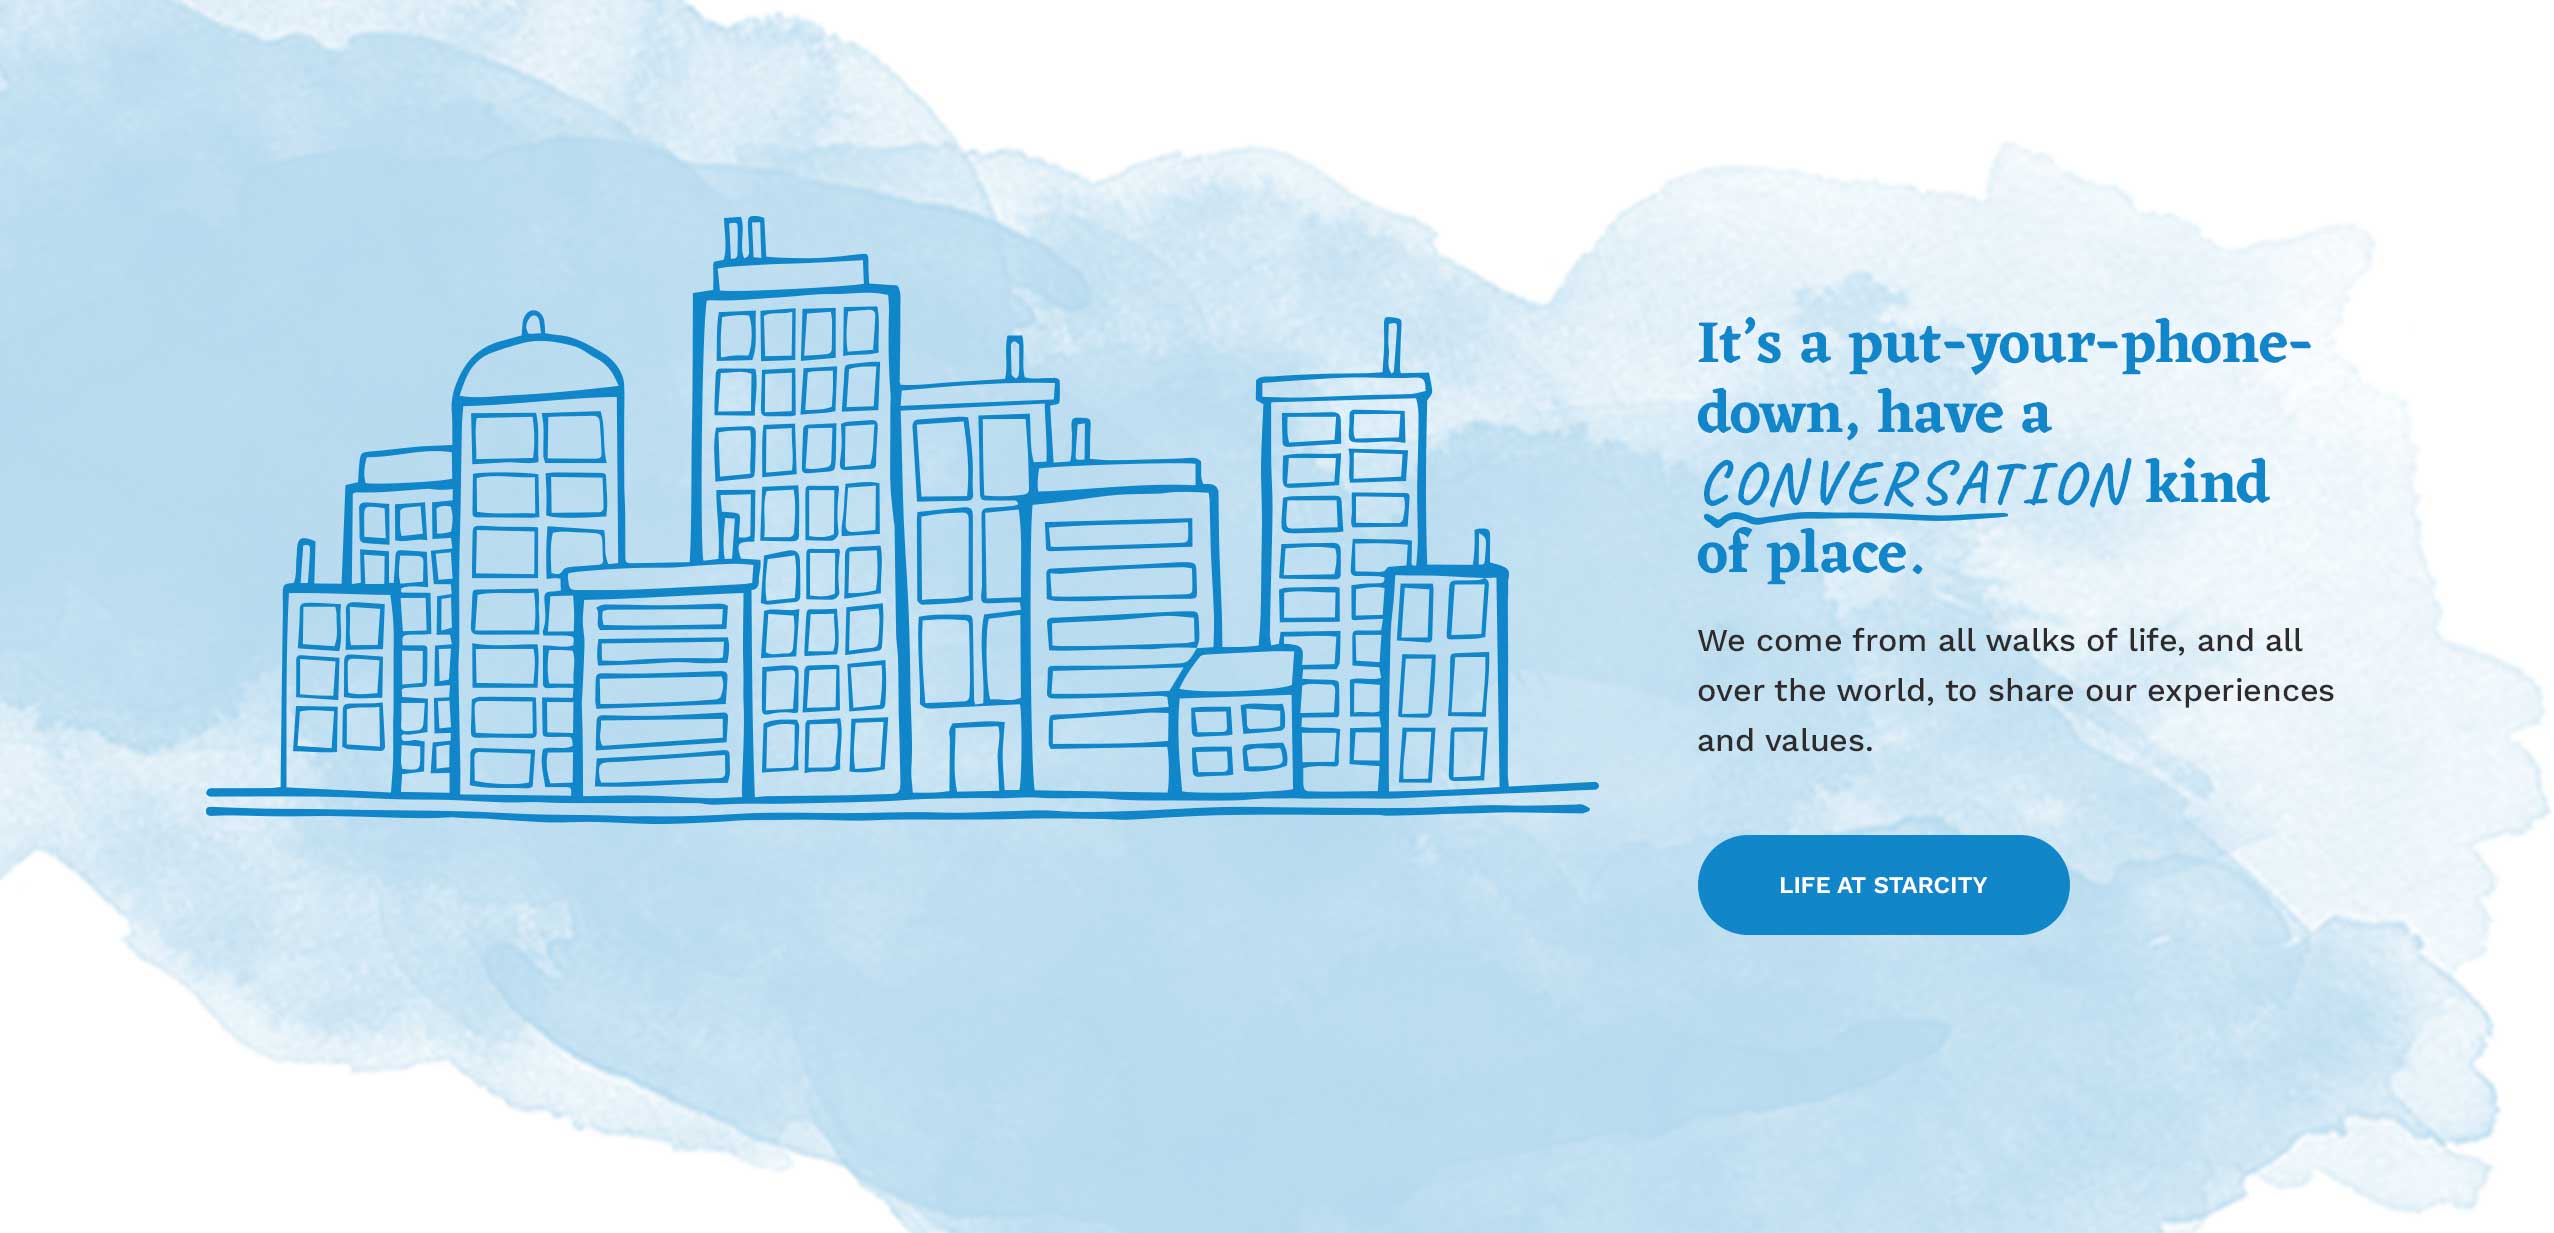 It’s a put-your-phone-
down, have a
CONVERSATION kind
of place.
We come from all walks of life, and all
over the world, to share our experiences
and values.
LIFE AT STARCITY